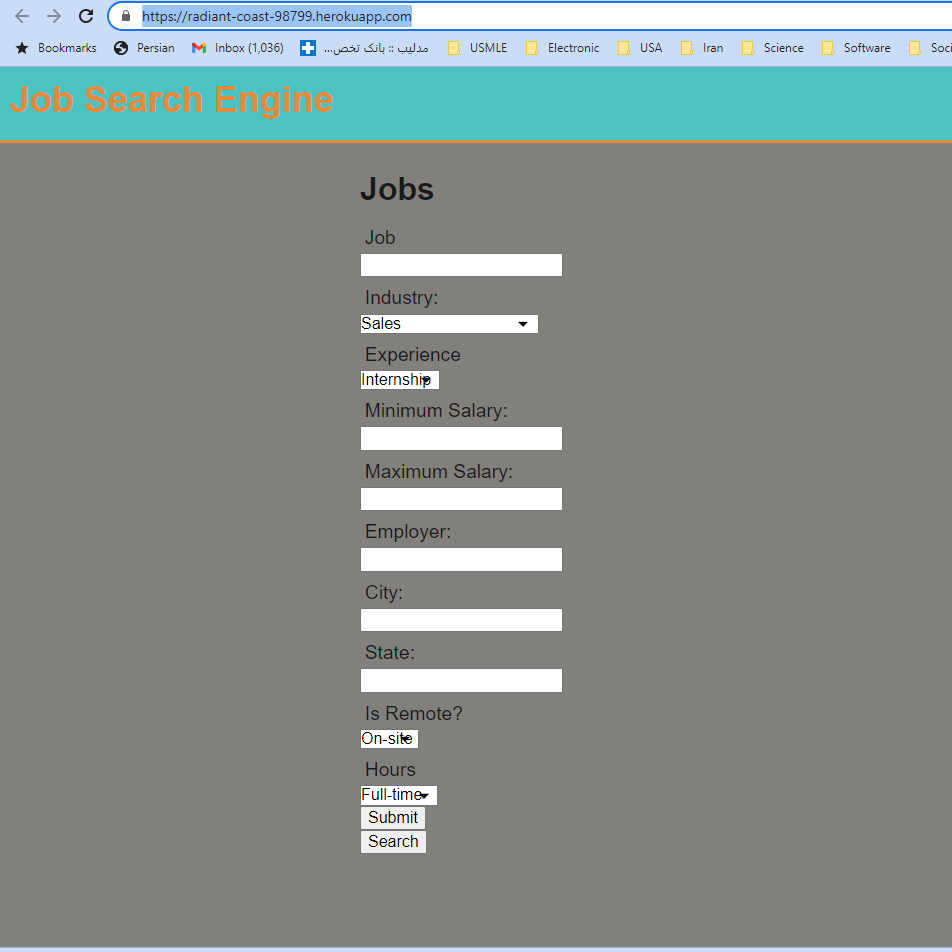 https://radiant-coast-98799.herokuapp.com
Bookmarks Persian Inbox (1,036) مدلیب :: بانک تخص... USMLE Electronic USA Iran Science Software Soci
Job Search Engine
Jobs
Job
Industry:
Sales
Experience
Internship
Minimum Salary:
Maximum Salary:
Employer:
City:
State:
Is Remote?
On-site
Hours
Full-time
Submit
Search